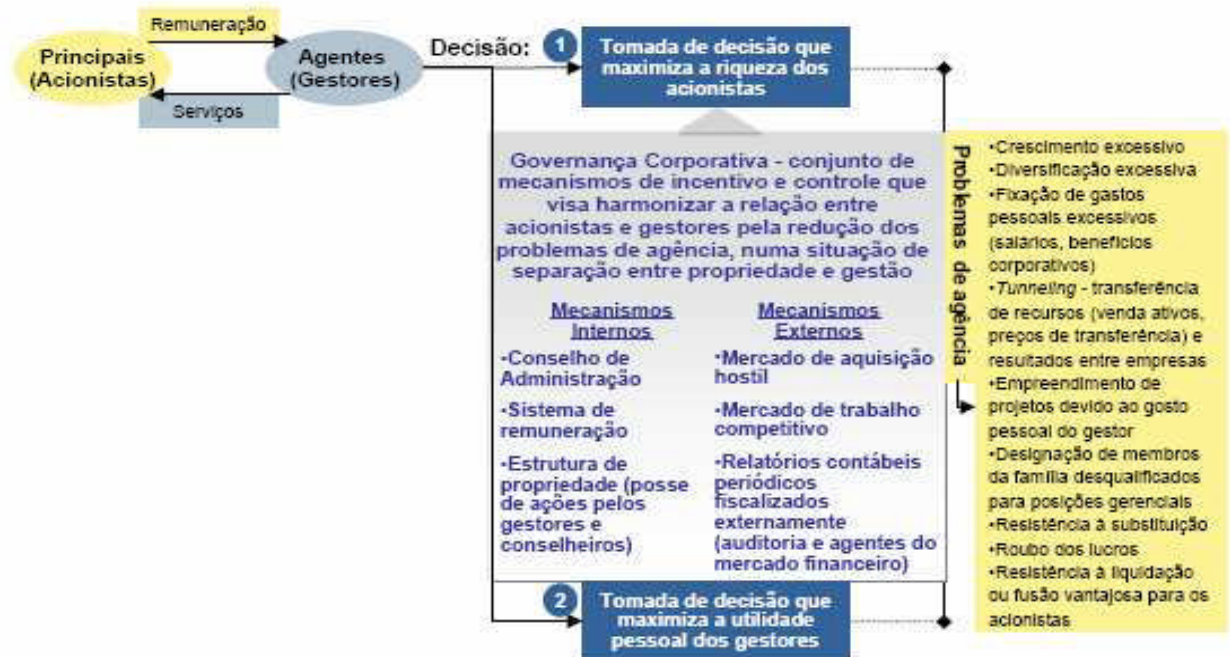 Remuneração
Principais
(Acionistas)
Agentes
(Gestores)
Serviços
Decisão:
1
Tomada de decisão que
maximiza a riqueza dos
acionistas
Governança Corporativa - conjunto de
mecanismos de incentivo e controle que
visa harmonizar a relação entre
acionistas e gestores pela redução dos
problemas de agência, numa situação de
separação entre propriedade e gestão
Mecanismos
Internos
•Conselho de
Administração
•Sistema de
remuneração
•Estrutura de
propriedade (posse
de ações pelos
gestores e
conselheiros)
Mecanismos
Externos
•Mercado de aquisição
hostil
•Mercado de trabalho
competitivo
•Relatórios contábeis
periódicos
fiscalizados
externamente
(auditoria e agentes do
mercado financeiro)
2
Tomada de decisão que
maximiza a utilidade
pessoal dos gestores
Problemas de agência
•Crescimento excessivo
•Diversificação excessiva
•Fixação de gastos
pessoais excessivos
(salários, benefícios
corporativos)
•Tunneling - transferência
de recursos (venda ativos,
preços de transferência) e
resultados entre empresas
•Empreendimento de
projetos devido ao gosto
pessoal do gestor
•Designação de membros
da família desqualificados
para posições gerenciais
•Resistência à substituição
•Roubo dos lucros
•Resistência à liquidação
ou fusão vantajosa para os
acionistas